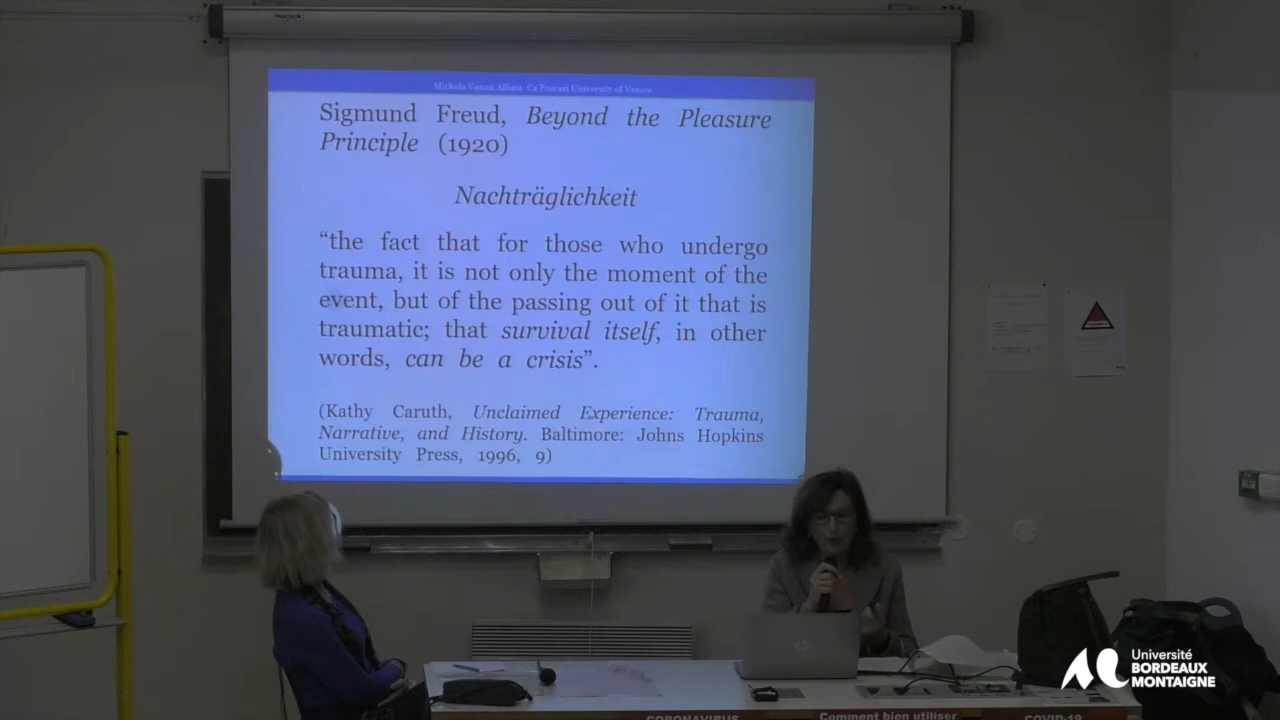 PROCOLOR
Michela Vanon Alliata Ca Foscari University of Venice
Sigmund Freud, Beyond the Pleasure
Principle (1920)
Nachträglichkeit
“the fact that for those who undergo
trauma, it is not only the moment of the
event, but of the passing out of it that is
traumatic; that survival itself, in other
words, can be a crisis”.
(Kathy Caruth, Unclaimed Experience: Trauma,
Narrative, and History. Baltimore: Johns Hopkins
University Press, 1996, 9)
hp
Université
BORDEAUX
MONTAIGNE
CORONAVIRUS
Comment bien utiliser
COVID-19